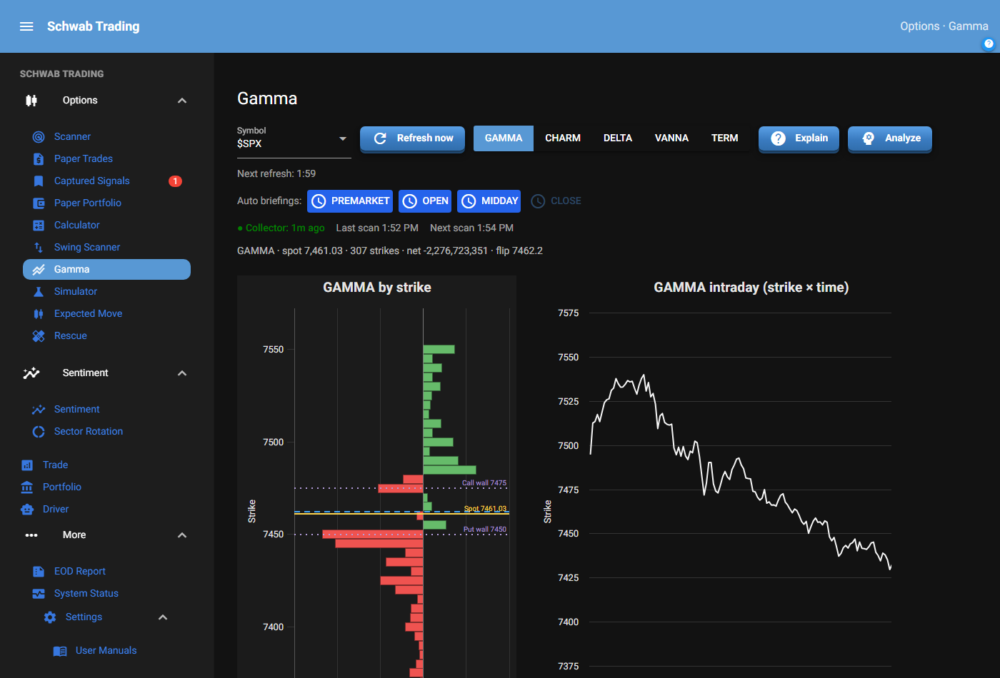 Schwab Trading
Options · Gamma
?
SCHWAB TRADING
Options
Scanner
Paper Trades
Captured Signals 1
Paper Portfolio
Calculator
Swing Scanner
Gamma
Simulator
Expected Move
Rescue
Sentiment
Sentiment
Sector Rotation
Trade
Portfolio
Driver
More
EOD Report
System Status
Settings
User Manuals
Gamma
Symbol
$SPX
Refresh now
GAMMA CHARM DELTA VANNA TERM
? Explain
Analyze
Next refresh: 1:59
Auto briefings: PREMARKET OPEN MIDDAY CLOSE
● Collector: 1m ago Last scan 1:52 PM Next scan 1:54 PM
GAMMA · spot 7,461.03 · 307 strikes · net -2,276,723,351 · flip 7462.2
GAMMA by strike
7550
7500
Call wall 7475
Spot 7461.03
Put wall 7450
7450
7400
Strike
GAMMA intraday (strike × time)
7575
7550
7525
7500
7475
7450
7425
7400
7375
Strike